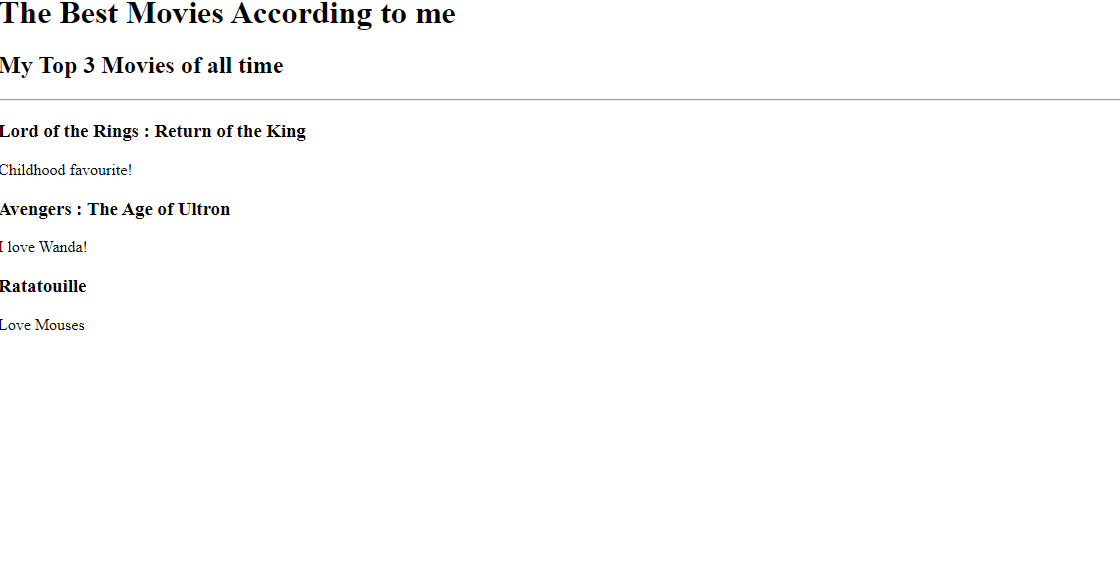 The Best Movies According to me
My Top 3 Movies of all time
Lord of the Rings : Return of the King
Childhood favourite!
Avengers : The Age of Ultron
I love Wanda!
Ratatouille
Love Mouses